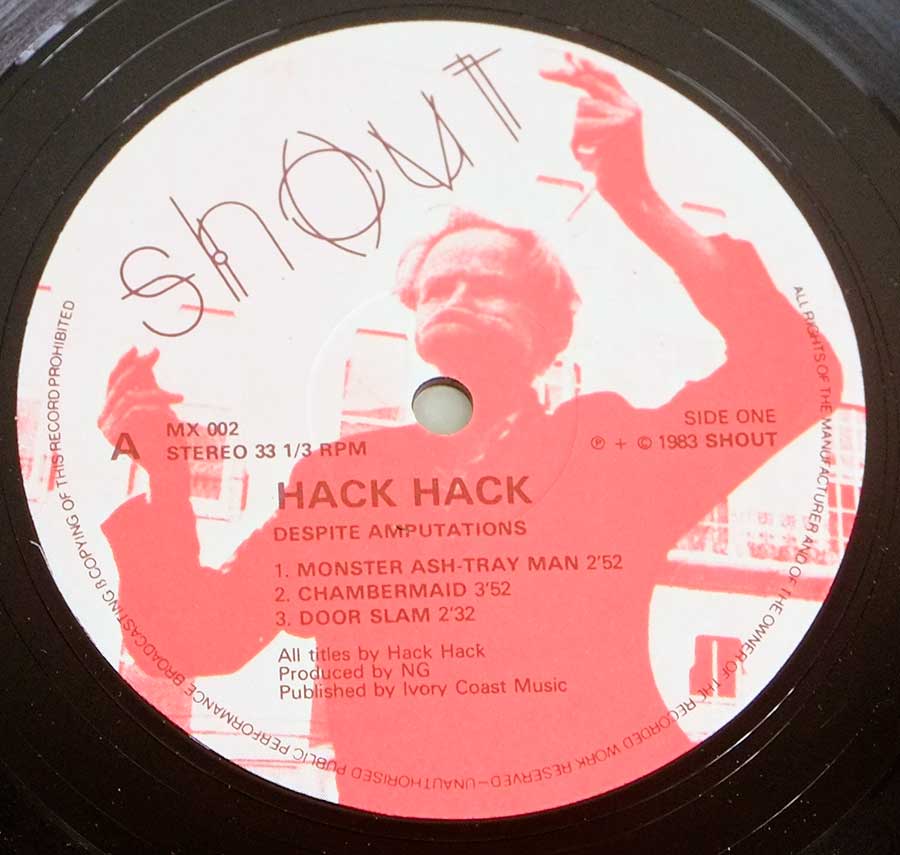 shout
A
MX 002
STEREO 33 1/3 RPM
SIDE ONE
℗ + © 1983 SHOUT
HACK HACK
DESPITE AMPUTATIONS
1. MONSTER ASH-TRAY MAN 2'52
2. CHAMBERMAID 3'52
3. DOOR SLAM 2'32
All titles by Hack Hack
Produced by NG
Published by Ivory Coast Music
ALL RIGHTS OF THE MANUFACTURER AND OF THE OWNER OF THE RECORDED WORK RESERVED—UNAUTHORISED PUBLIC PERFORMANCE BROADCASTING & COPYING OF THIS RECORD PROHIBITED